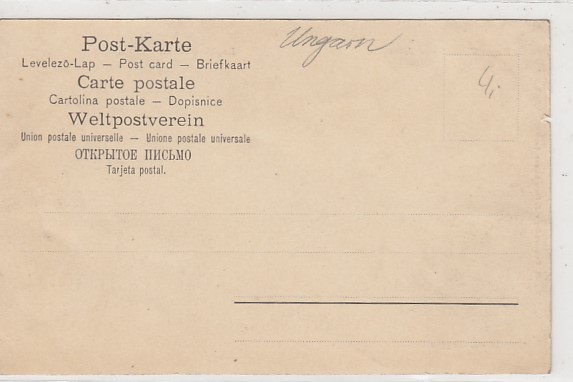 Post-Karte
Levelező-Lap — Post card — Briefkaart
Carte postale
Cartolina postale — Dopisnice
Weltpostverein
Union postale universelle — Unione postale universale
ОТКРЫТОЕ ПИСЬМО
Tarjeta postal.
Ungarn